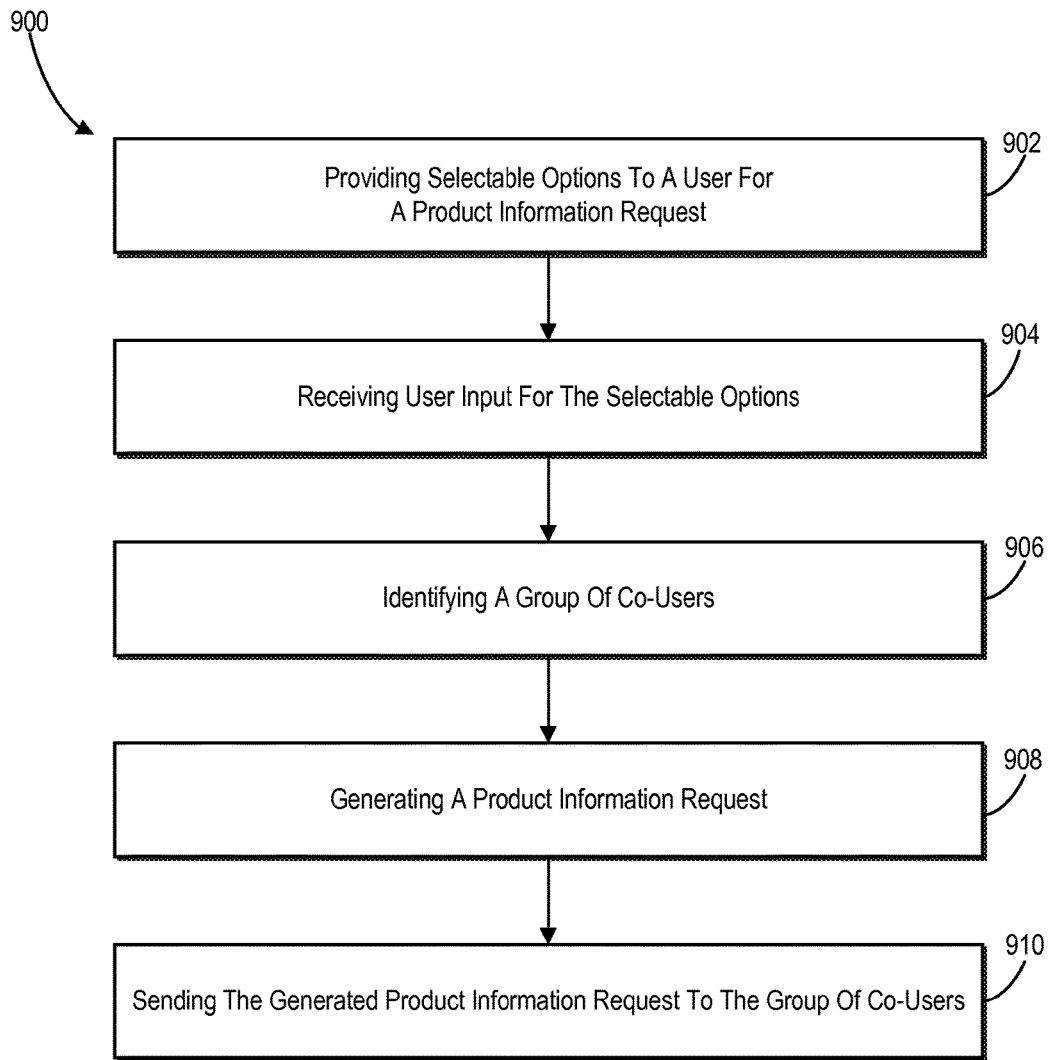 900
Providing Selectable Options To A User For
A Product Information Request
902
Receiving User Input For The Selectable Options
904
Identifying A Group Of Co-Users
906
Generating A Product Information Request
908
Sending The Generated Product Information Request To The Group Of Co-Users
910